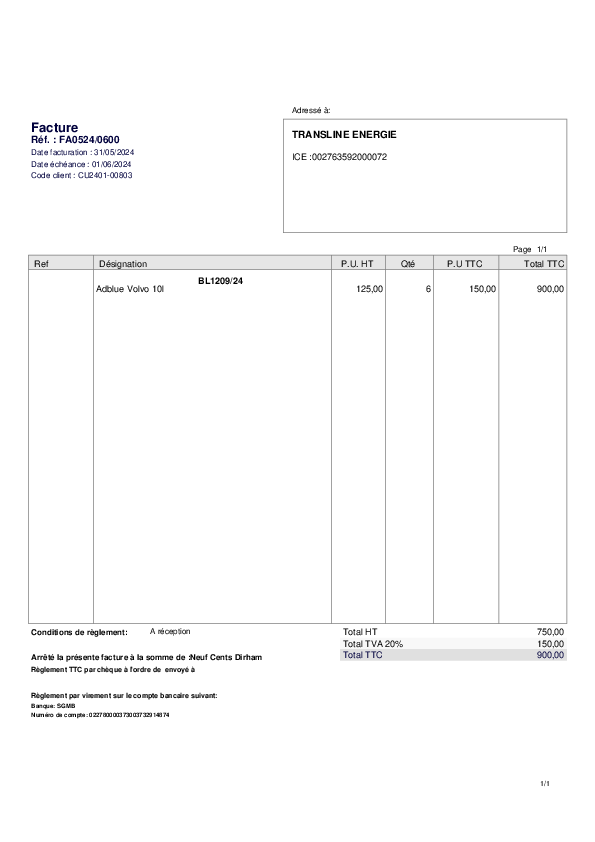 Adressé à:
Facture
Réf. : FA0524/0600
Date facturation : 31/05/2024
Date échéance : 01/06/2024
Code client : CU2401-00803
TRANSLINE ENERGIE
ICE :002763592000072
Page 1/1
Ref Désignation P.U. HT Qté P.U TTC Total TTC
BL1209/24
Adblue Volvo 10l 125,00 6 150,00 900,00
Conditions de règlement: A réception
Total HT 750,00
Total TVA 20% 150,00
Total TTC 900,00
Arrêté la présente facture à la somme de :Neuf Cents Dirham
Règlement TTC par chèque à l'ordre de envoyé à
Règlement par virement sur le compte bancaire suivant:
Banque: SGMB
Numéro de compte: 022780000373003732914874
1/1